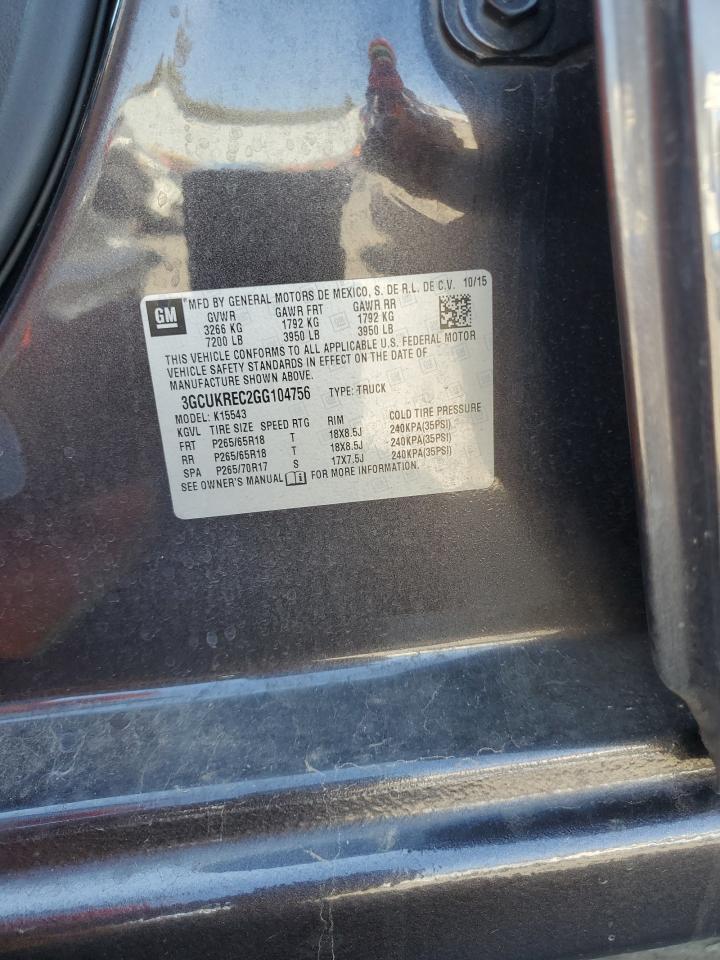 GM ®MFD BY GENERAL MOTORS DE MEXICO, S. DE R.L. DE C.V. 10/15
GVWR GAWR FRT GAWR RR
3266 KG 1792 KG 1792 KG
7200 LB 3950 LB 3950 LB
THIS VEHICLE CONFORMS TO ALL APPLICABLE U.S. FEDERAL MOTOR
VEHICLE SAFETY STANDARDS IN EFFECT ON THE DATE OF
MANUFACTURE SHOWN ABOVE.
3GCUKREC2GG104756 TYPE: TRUCK
MODEL: K15543
KGVL TIRE SIZE SPEED RTG RIM COLD TIRE PRESSURE
FRT P265/65R18 T 18X8.5J 240KPA(35PSI)
RR P265/65R18 T 18X8.5J 240KPA(35PSI)
SPA P265/70R17 S 17X7.5J 240KPA(35PSI)
SEE OWNER'S MANUAL FOR MORE INFORMATION.